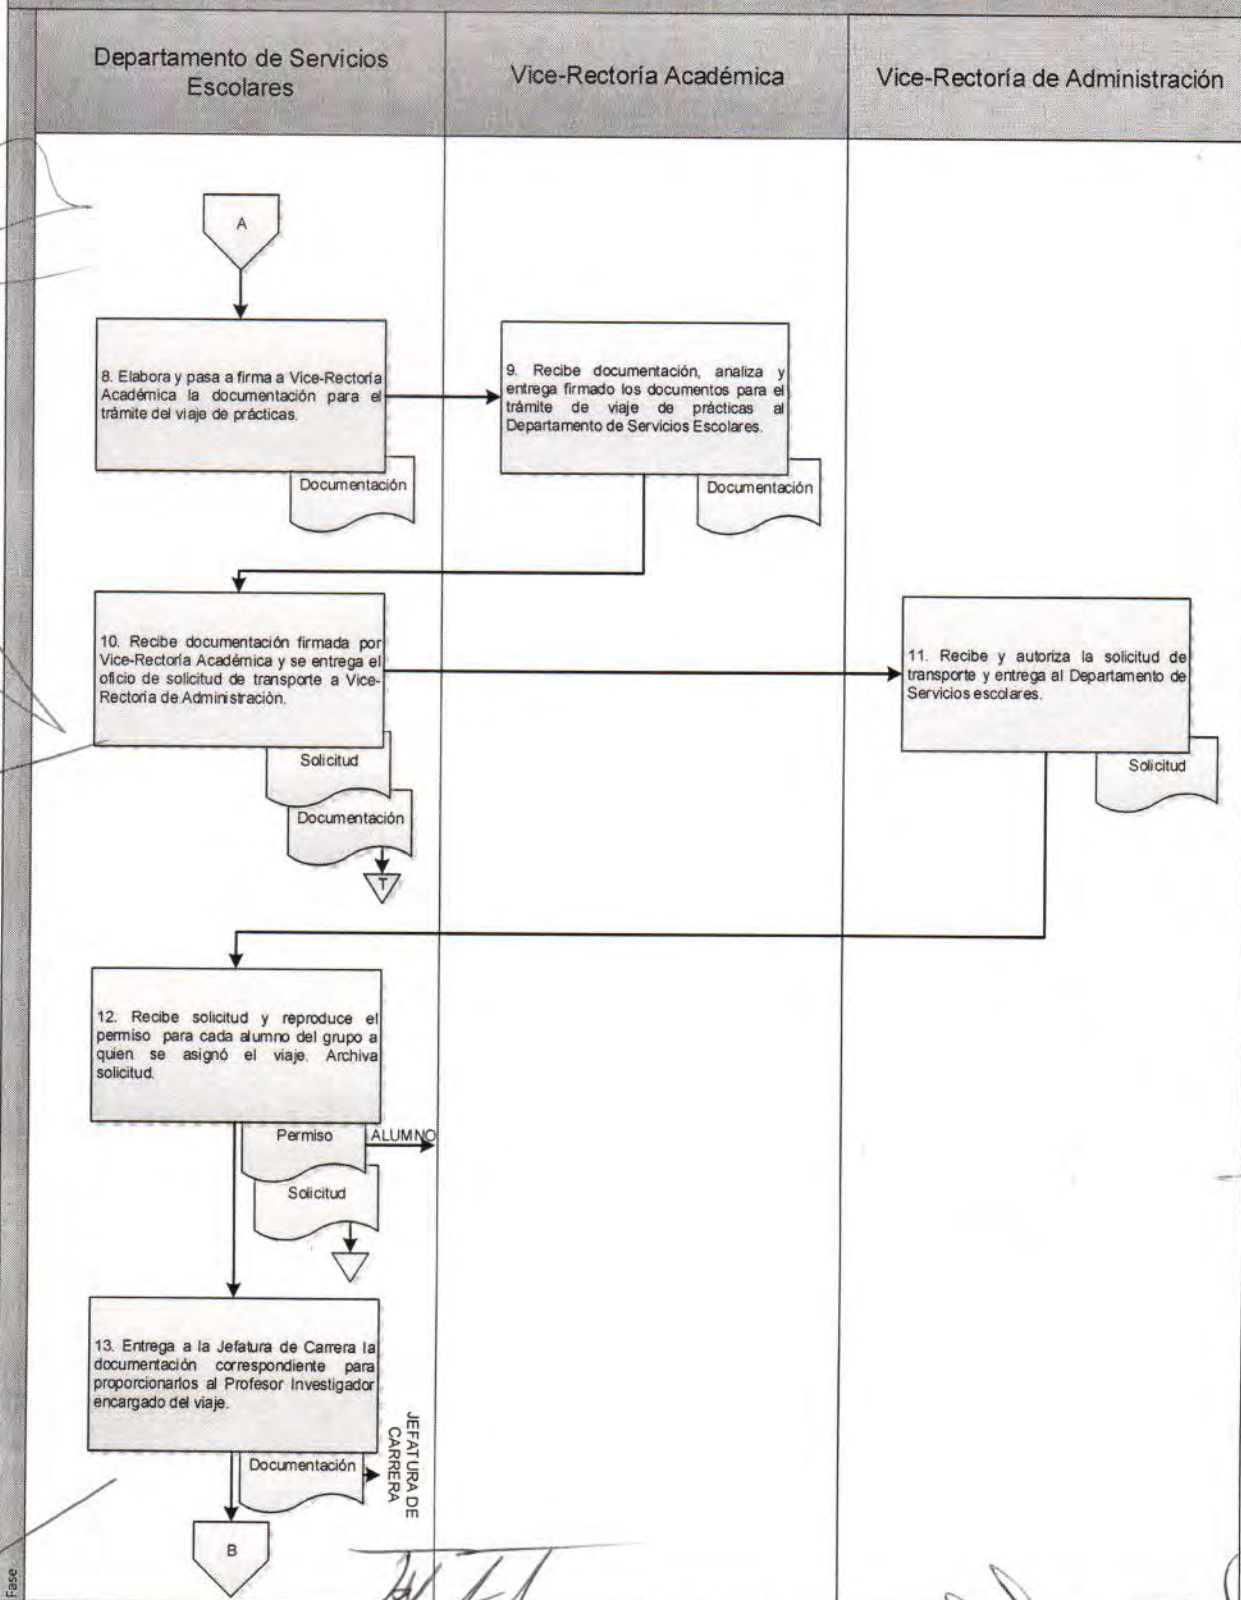 Departamento de Servicios
Escolares
Vice-Rectoría Académica
Vice-Rectoría de Administración
A
8. Elabora y pasa a firma a Vice-Rectoría
Académica la documentación para el
trámite del viaje de prácticas.
Documentación
9. Recibe documentación, analiza y
entrega firmado los documentos para el
trámite de viaje de prácticas al
Departamento de Servicios Escolares.
Documentación
10. Recibe documentación firmada por
Vice-Rectoría Académica y se entrega el
oficio de solicitud de transporte a Vice-
Rectoría de Administración.
Solicitud
Documentación
T
11. Recibe y autoriza la solicitud de
transporte y entrega al Departamento de
Servicios escolares.
Solicitud
12. Recibe solicitud y reproduce el
permiso para cada alumno del grupo a
quien se asignó el viaje. Archiva
solicitud.
Permiso
ALUMNO
Solicitud
13. Entrega a la Jefatura de Carrera la
documentación correspondiente para
proporcionarlos al Profesor Investigador
encargado del viaje.
Documentación
JEFATURA DE
CARRERA
B
Fase